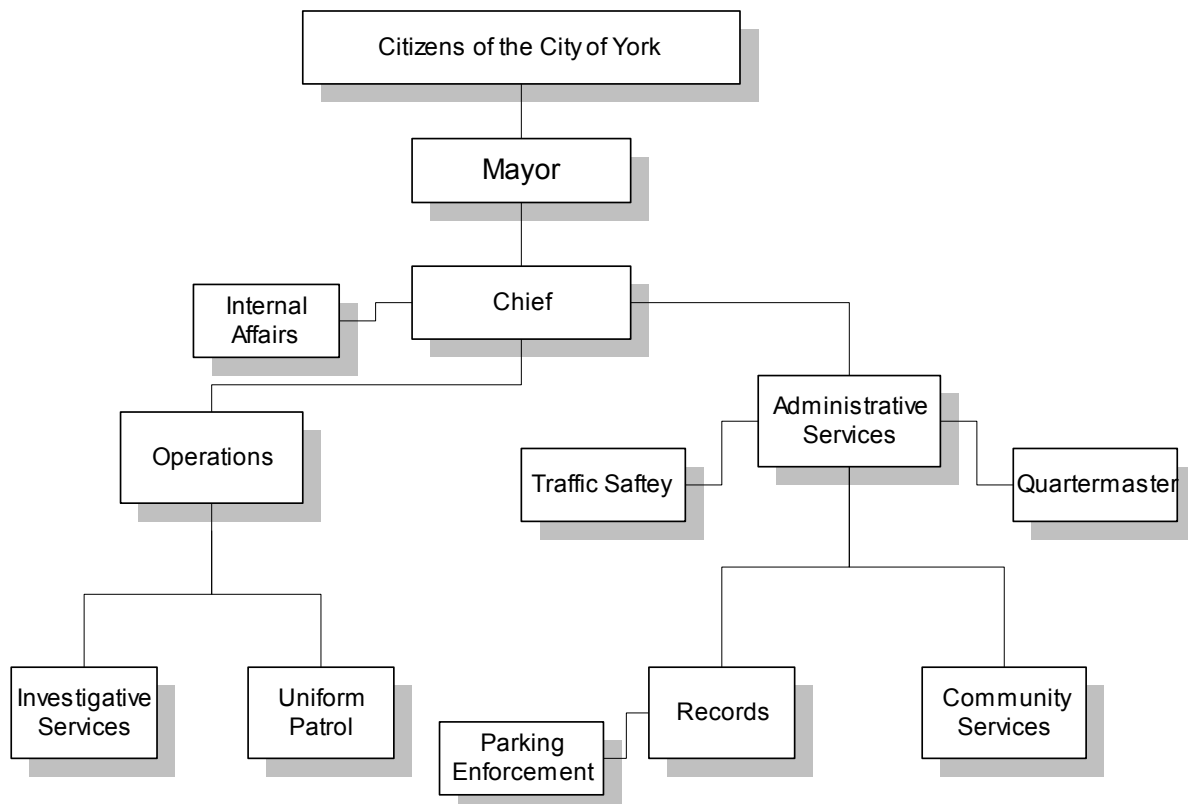 Citizens of the City of York
Mayor
Chief
Internal
Affairs
Administrative
Services
Operations
Traffic Saftey
Quartermaster
Investigative
Services
Uniform
Patrol
Records
Community
Services
Parking
Enforcement